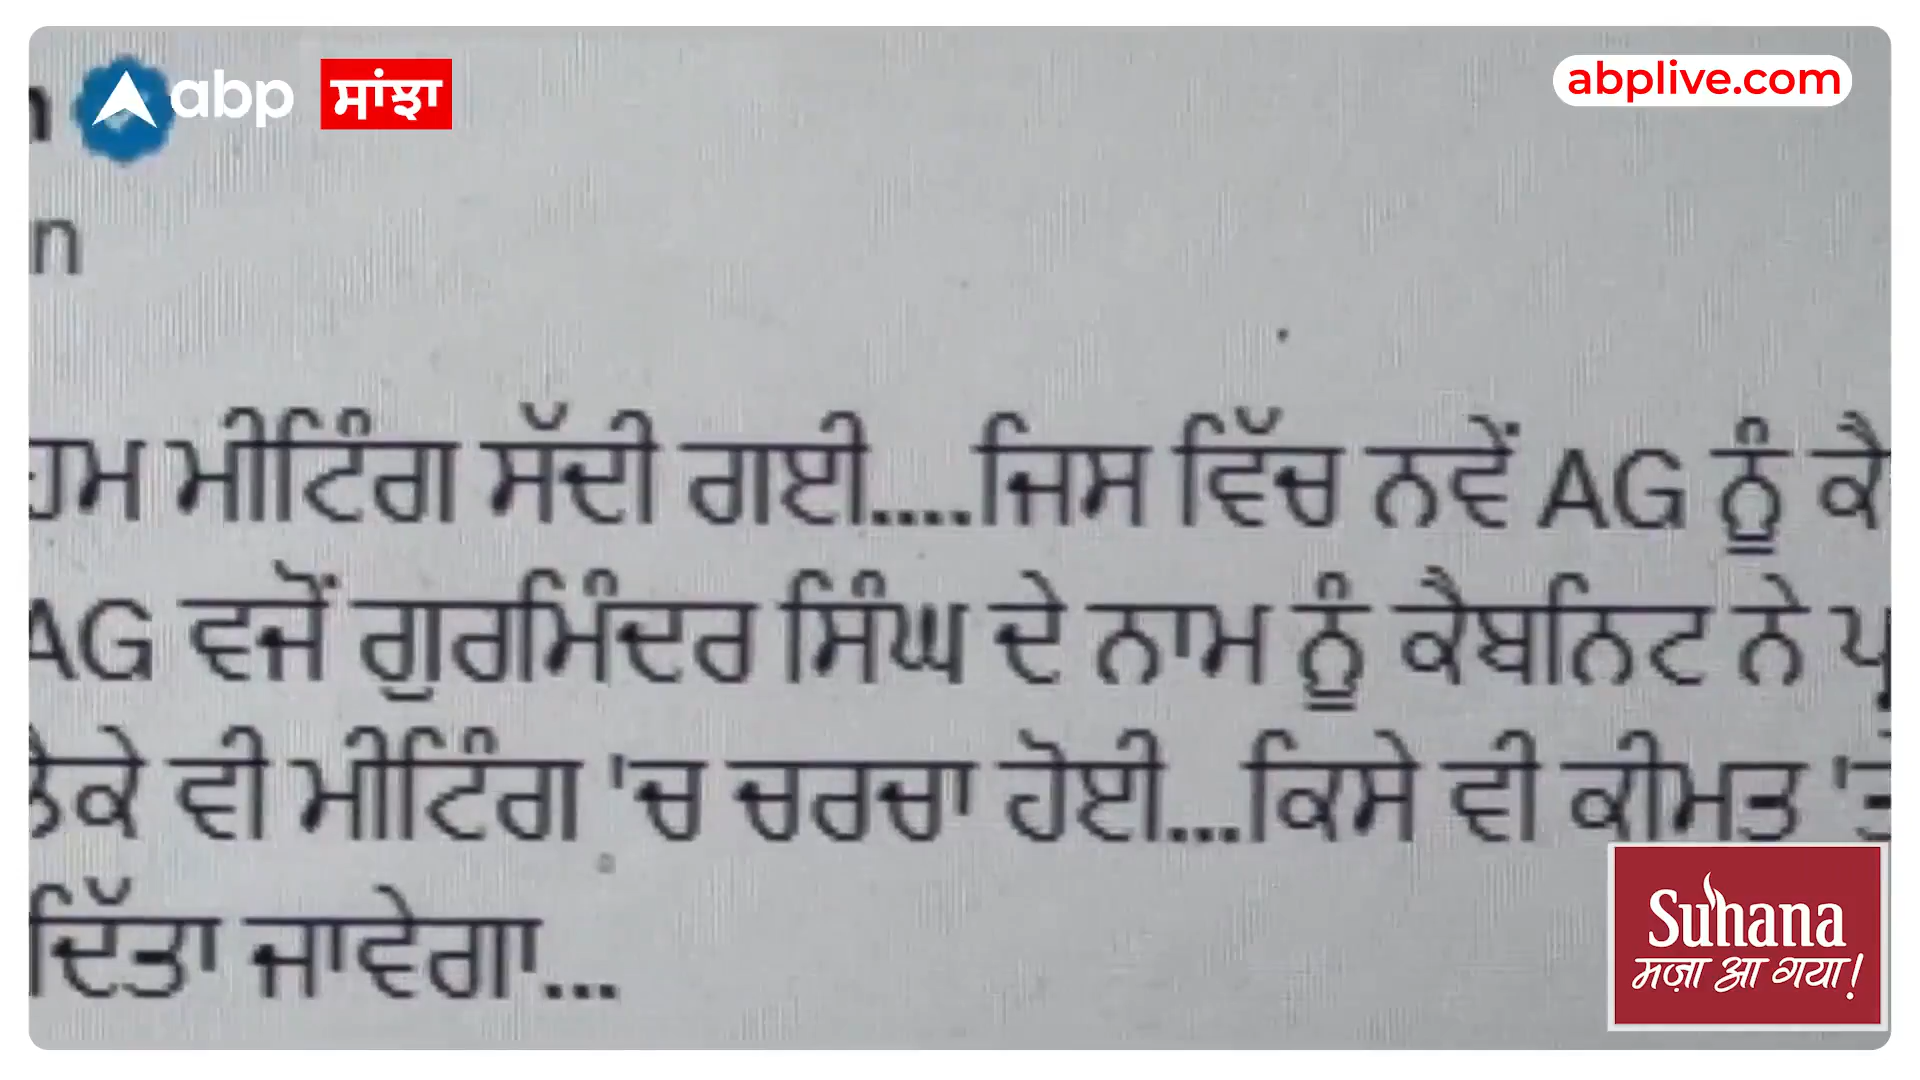 abp ਸਾਂਝਾ
abplive.com
n
ਮੀਟਿੰਗ ਸੱਦੀ ਗਈ....ਜਿਸ ਵਿੱਚ ਨਵੇਂ AG ਨੂੰ
AG ਵਜੋਂ ਗੁਰਮਿੰਦਰ ਸਿੰਘ ਦੇ ਨਾਮ ਨੂੰ ਕੈਬਨਿਟ ਨੇ
ਲੈਕੇ ਵੀ ਮੀਟਿੰਗ 'ਚ ਚਰਚਾ ਹੋਈ...ਕਿਸੇ ਵੀ ਕੀਮਤ
ਦਿੱਤਾ ਜਾਵੇਗਾ...
Suhana
मज़ा आ गया!